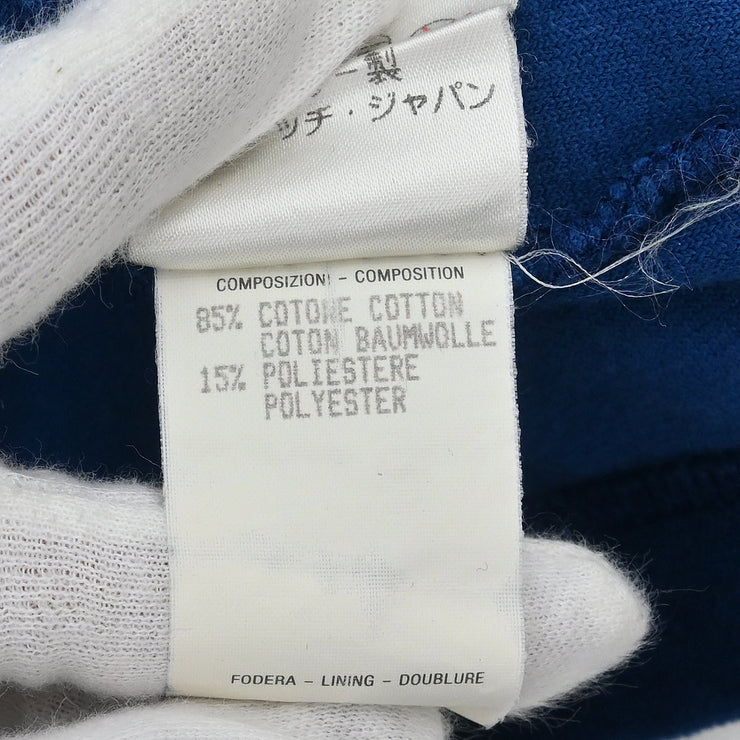 ー製
ッチ・ジャパン
COMPOSIZIONI - COMPOSITION
85% COTONE COTTON
COTON BAUMWOLLE
15% POLIESTERE
POLYESTER
FODERA - LINING - DOUBLURE